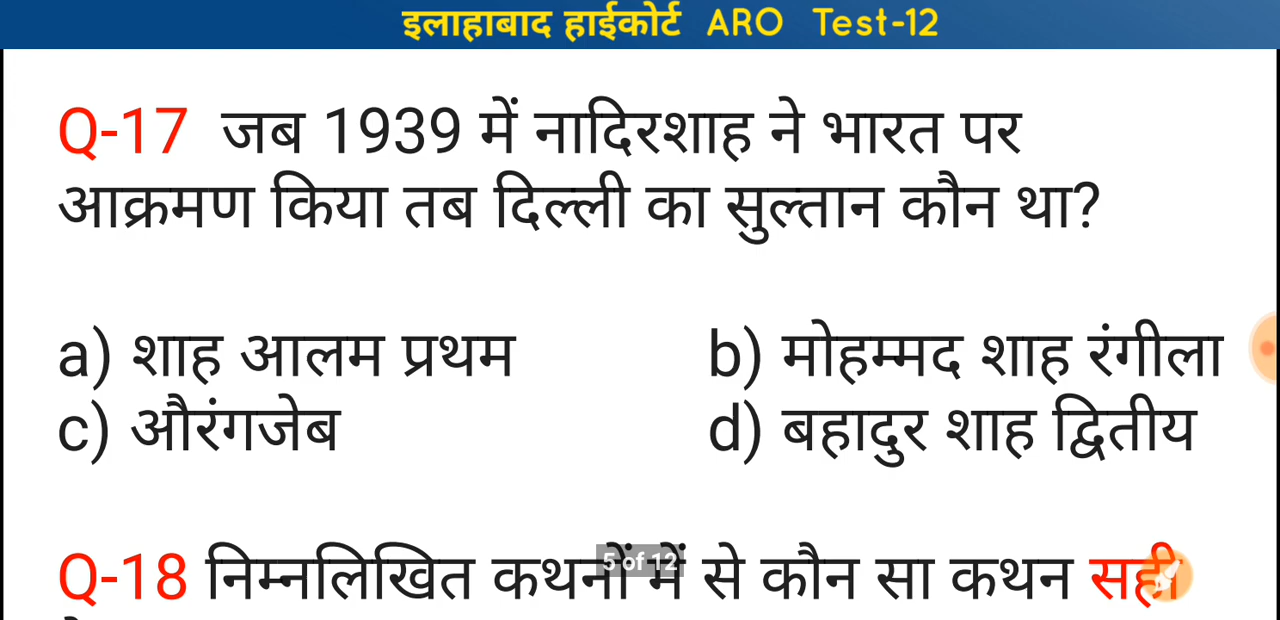 इलाहाबाद हाईकोर्ट ARO Test-12
Q-17 जब 1939 में नादिरशाह ने भारत पर
आक्रमण किया तब दिल्ली का सुल्तान कौन था?
a) शाह आलम प्रथम b) मोहम्मद शाह रंगीला
c) औरंगजेब d) बहादुर शाह द्वितीय
Q-18 निम्नलिखित कथनों में से कौन सा कथन सही
5 of 12